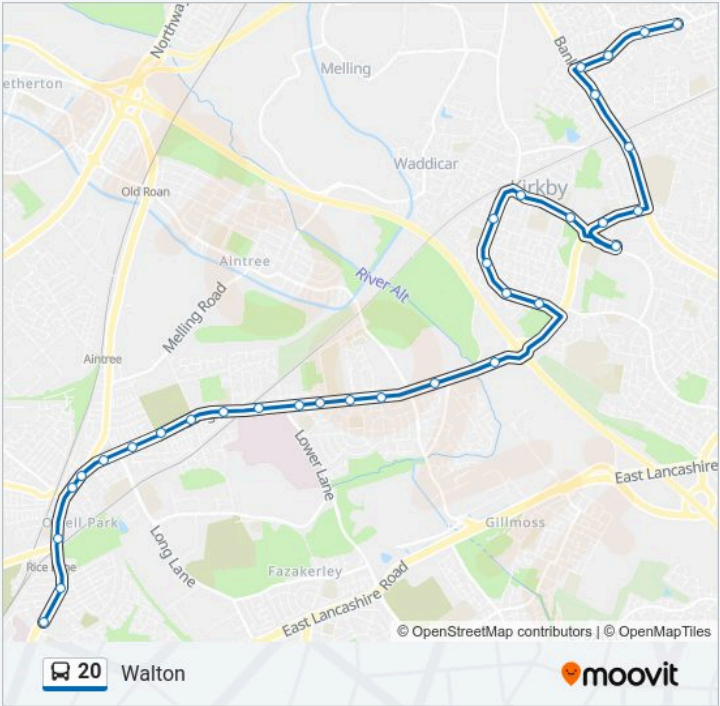 Northway
Bank
Melling
etherton
Waddicar
Kirkby
Old Roan
Aintree
River Alt
Melling Road
Aintree
Lower Lane
East Lancashire
Gillmoss
Long Lane
Rice Lane
Fazakerley
East Lancashire Road
© OpenStreetMap contributors | © OpenMapTiles
20 Walton
moovit